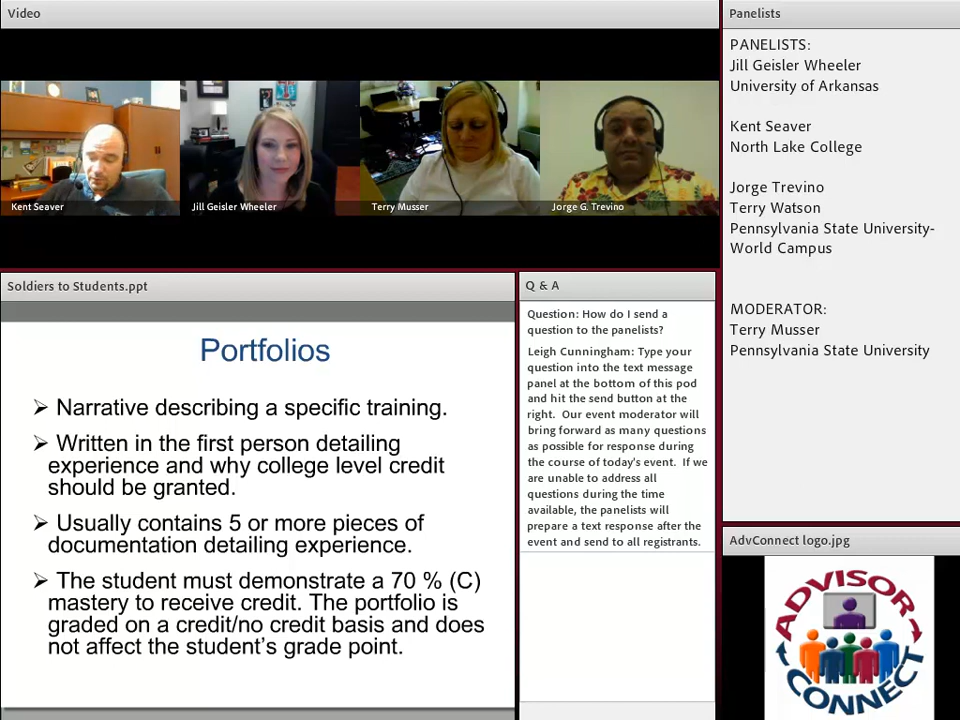 Video
Kent Seaver
Jill Geisler Wheeler
Terry Musser
Jorge G. Trevino
Panelists
PANELISTS:
Jill Geisler Wheeler
University of Arkansas
Kent Seaver
North Lake College
Jorge Trevino
Terry Watson
Pennsylvania State University-
World Campus
MODERATOR:
Terry Musser
Pennsylvania State University
Soldiers to Students.ppt
Portfolios
➢ Narrative describing a specific training.
➢ Written in the first person detailing
experience and why college level credit
should be granted.
➢ Usually contains 5 or more pieces of
documentation detailing experience.
➢ The student must demonstrate a 70 % (C)
mastery to receive credit. The portfolio is
graded on a credit/no credit basis and does
not affect the student's grade point.
Q & A
Question: How do I send a
question to the panelists?
Leigh Cunningham: Type your
question into the text message
panel at the bottom of this pod
and hit the send button at the
right. Our event moderator will
bring forward as many questions
as possible for response during
the course of today's event. If we
are unable to address all
questions during the time
available, the panelists will
prepare a text response after the
event and send to all registrants.
AdvConnect logo.jpg
ADVISOR
CONNECT